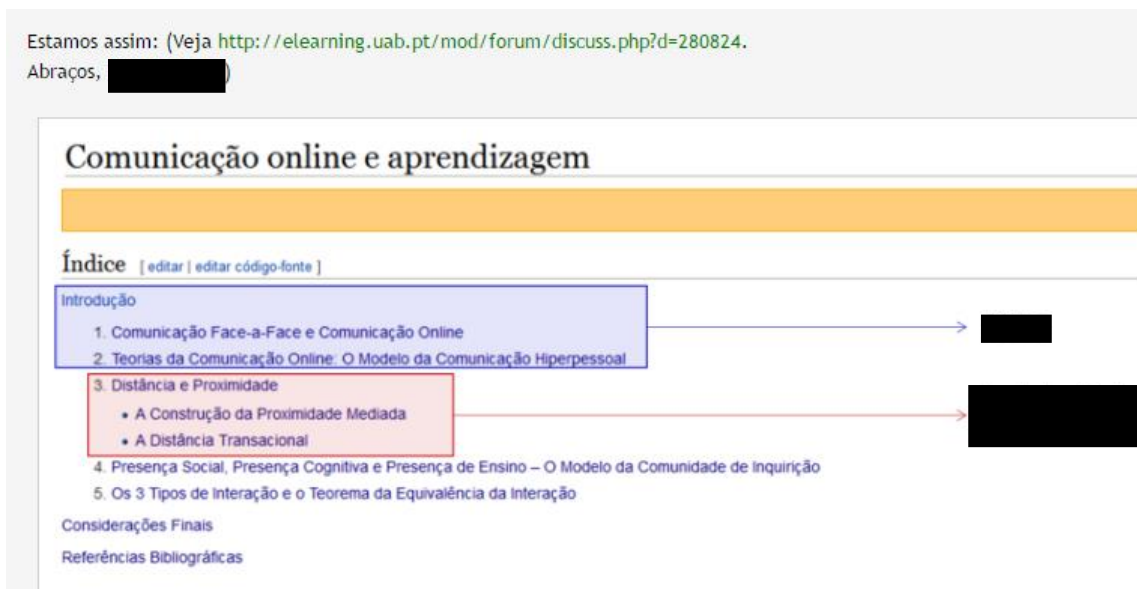 Estamos assim: (Veja http://elearning.uab.pt/mod/forum/discuss.php?d=280824.
Abraços, )
Comunicação online e aprendizagem
Índice [ editar | editar código-fonte ]
Introdução
1. Comunicação Face-a-Face e Comunicação Online
2. Teorias da Comunicação Online: O Modelo da Comunicação Hiperpessoal
3. Distância e Proximidade
• A Construção da Proximidade Mediada
• A Distância Transacional
4. Presença Social, Presença Cognitiva e Presença de Ensino – O Modelo da Comunidade de Inquirição
5. Os 3 Tipos de Interação e o Teorema da Equivalência da Interação
Considerações Finais
Referências Bibliográficas